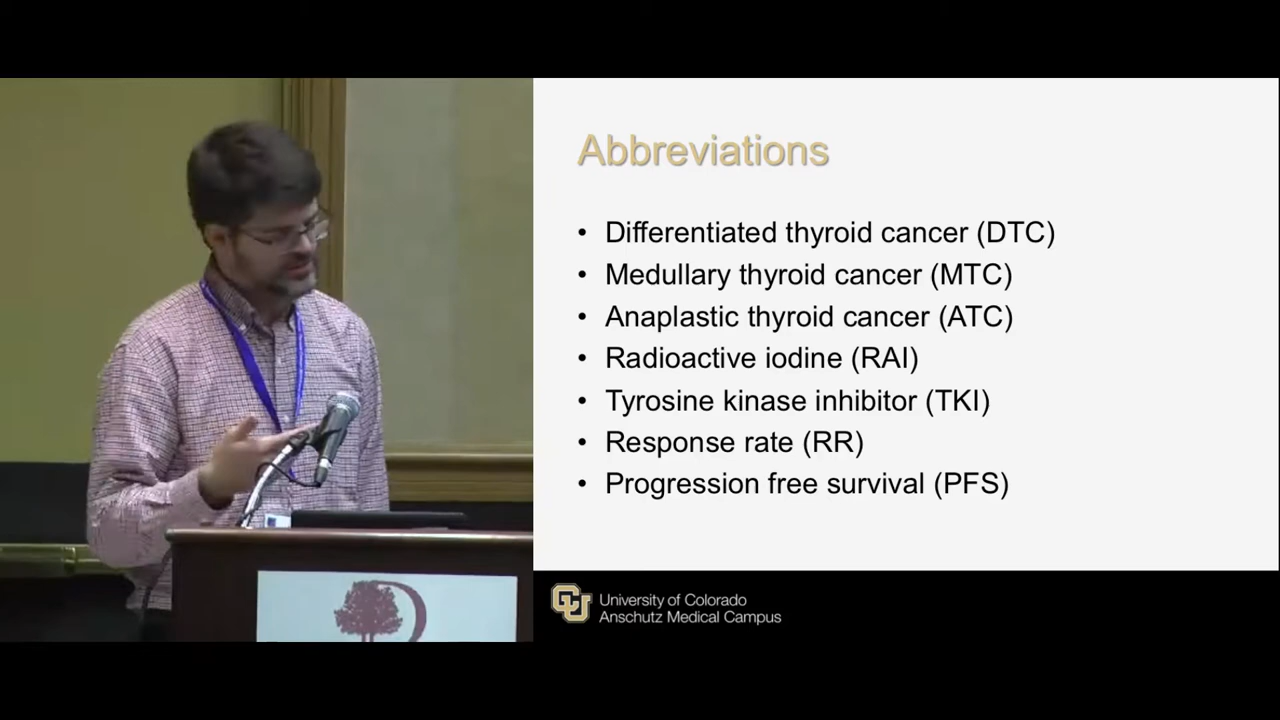 Abbreviations
• Differentiated thyroid cancer (DTC)
• Medullary thyroid cancer (MTC)
• Anaplastic thyroid cancer (ATC)
• Radioactive iodine (RAI)
• Tyrosine kinase inhibitor (TKI)
• Response rate (RR)
• Progression free survival (PFS)
CU
University of Colorado
Anschutz Medical Campus
D